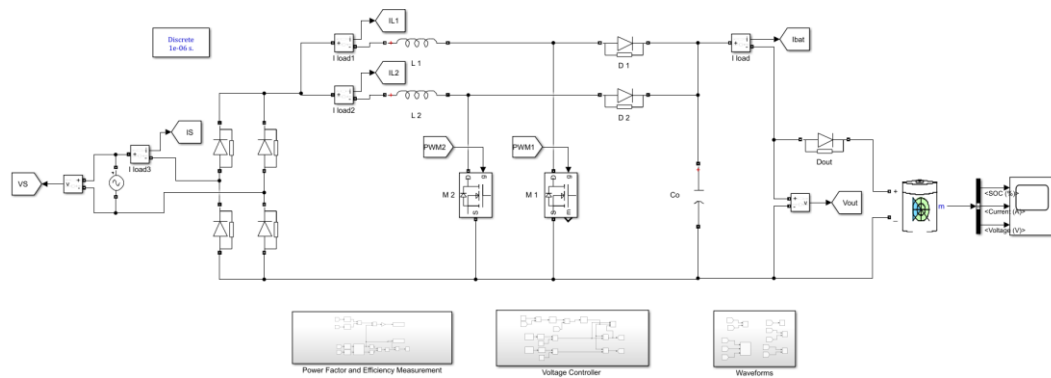 Discrete
1e-06 s.
IL1
I load1
L 1
IL2
I load2
L 2
D 1
D 2
I load
Ibat
IS
I load3
VS
v
PWM2
PWM1
M 2
M 1
Co
Dout
Vout
v
m
<SOC (%)>
<Current (A)>
<Voltage (V)>
Power Factor and Efficiency Measurement
Voltage Controller
Waveforms